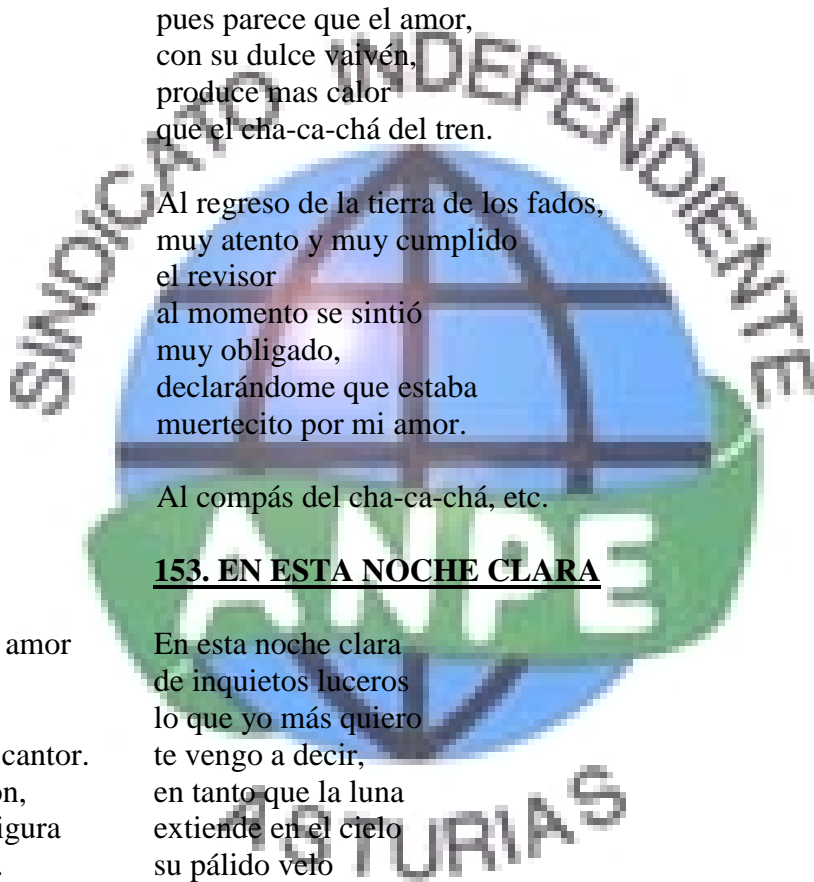 pues parece que el amor,
con su dulce vaivén,
produce mas calor
que el cha-ca-chá del tren.
Al regreso de la tierra de los fados,
muy atento y muy cumplido
el revisor
al momento se sintió
muy obligado,
declarándome que estaba
muertecito por mi amor.
Al compás del cha-ca-chá, etc.
153. EN ESTA NOCHE CLARA
En esta noche clara
de inquietos luceros
lo que yo más quiero
te vengo a decir,
en tanto que la luna
extiende en el cielo
su pálido velo
amor
cantor.
SINDICATO INDEPENDIENTE
ANPE
ASTURIAS